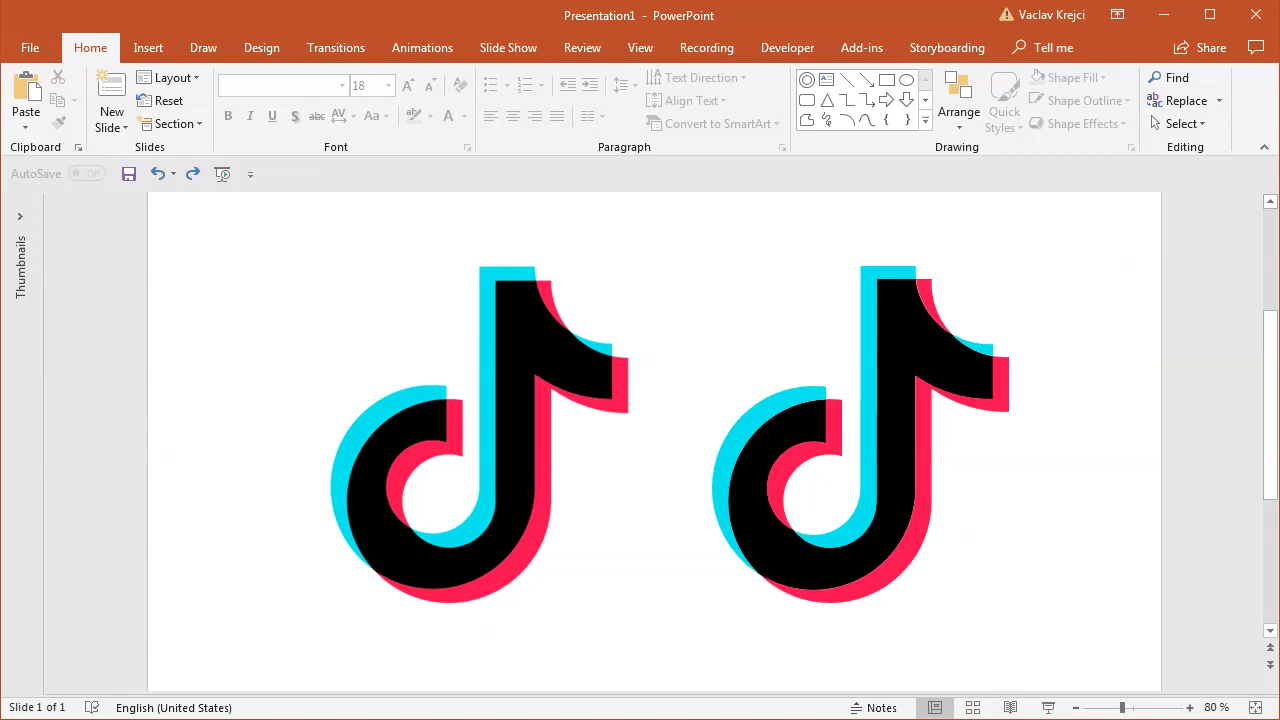 Presentation1 - PowerPoint
Vaclav Krejci
File Home Insert Draw Design Transitions Animations Slide Show Review View Recording Developer Add-ins Storyboarding Tell me Share
Paste
Clipboard
New Slide
Layout
Reset
Section
Slides
18
B I U S abc AV Aa A
Font
Text Direction
Align Text
Convert to SmartArt
Paragraph
Arrange
Quick Styles
Shape Fill
Shape Outline
Shape Effects
Drawing
Find
Replace
Select
Editing
AutoSave Off
Thumbnails
Slide 1 of 1 English (United States) Notes 80 %